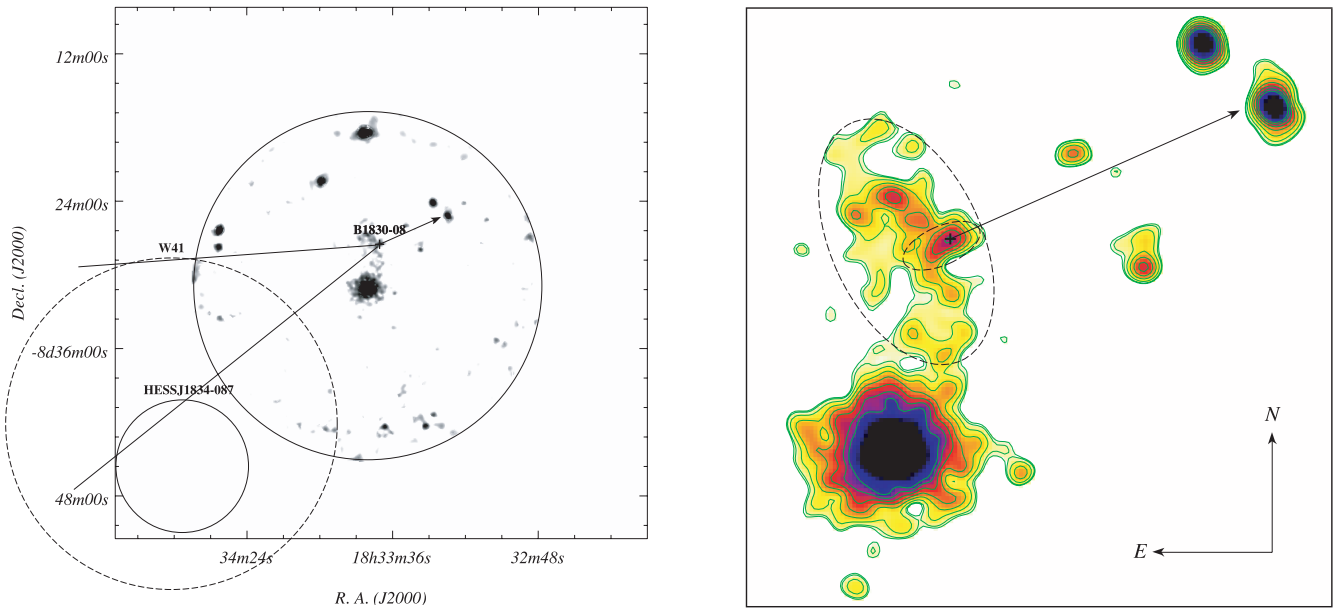 12m00s
24m00s
-8d36m00s
48m00s
Decl. (J2000)
W41
B1830-08
HESSJ1834-087
34m24s
18h33m36s
32m48s
R. A. (J2000)
N
E